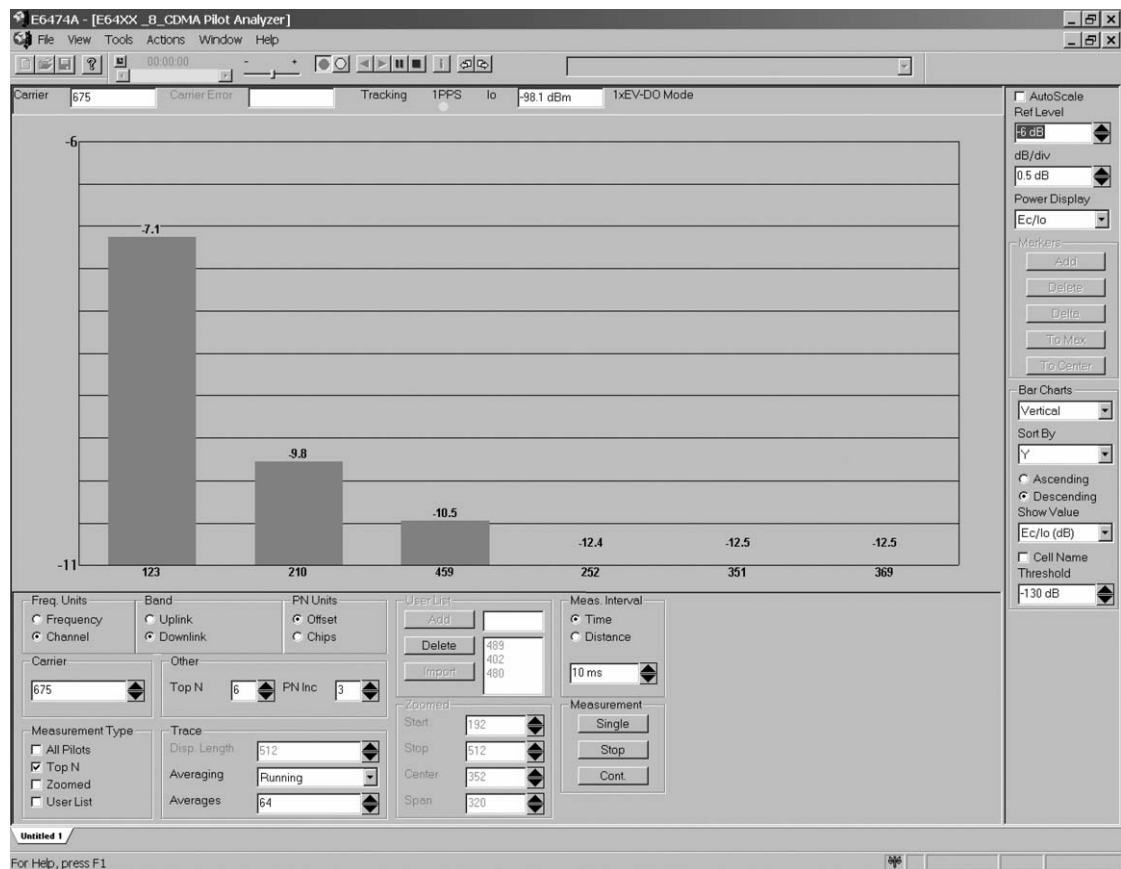 E6474A - [E64XX _8_CDMA Pilot Analyzer]
File View Tools Actions Window Help
00:00:00 - +
Carrier 675 Carrier Error Tracking 1PPS Io -98.1 dBm 1xEV-DO Mode
-6
-7.1
-9.8
-10.5
-12.4 -12.5 -12.5
-11
123 210 459 252 351 369
AutoScale
Ref Level
-6 dB
dB/div
0.5 dB
Power Display
Ec/Io
Markers
Add
Delete
Delta
To Max
To Center
Bar Charts
Vertical
Sort By
Y
Ascending
Descending
Show Value
Ec/Io (dB)
Cell Name
Threshold
-130 dB
Freq. Units
Frequency
Channel
Band
Uplink
Downlink
PN Units
Offset
Chips
Carrier
675
Other
Top N 6 PN Inc 3
Measurement Type
All Pilots
Top N
Zoomed
User List
Trace
Disp. Length 512
Averaging Running
Averages 64
User List
Add
Delete
Import
489
402
480
Zoomed
Start 192
Stop 512
Center 352
Span 320
Meas. Interval
Time
Distance
10 ms
Measurement
Single
Stop
Cont.
Untitled 1
For Help, press F1